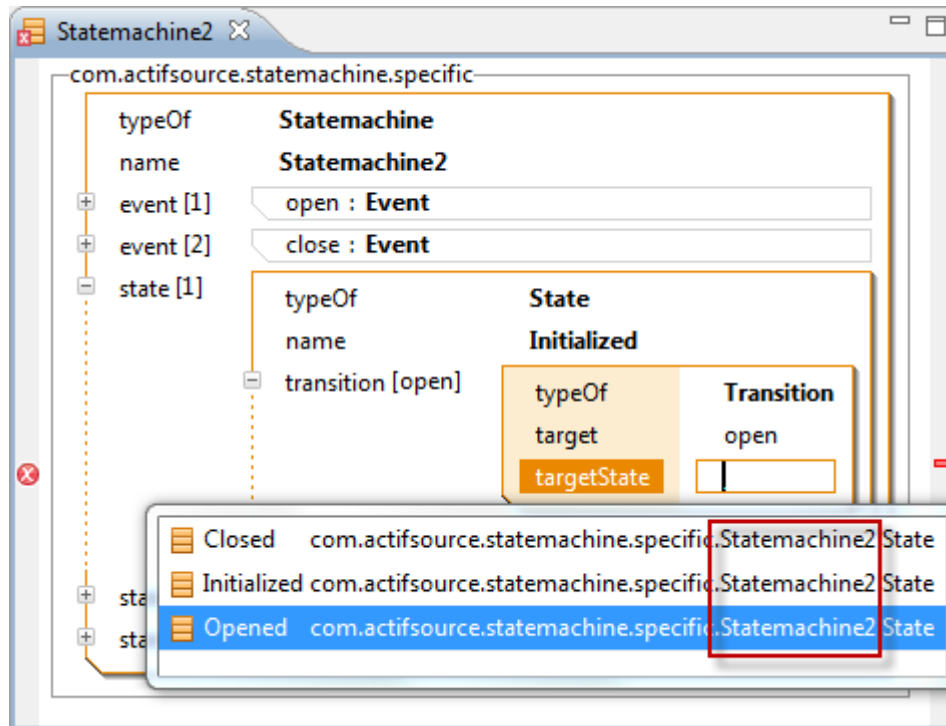 Statemachine2
com.actifsource.statemachine.specific
typeOf Statemachine
name Statemachine2
event [1] open : Event
event [2] close : Event
state [1]
typeOf State
name Initialized
transition [open]
typeOf Transition
target open
targetState
Closed com.actifsource.statemachine.specific.Statemachine2 State
sta
Initialized com.actifsource.statemachine.specific.Statemachine2 State
sta
Opened com.actifsource.statemachine.specific.Statemachine2 State